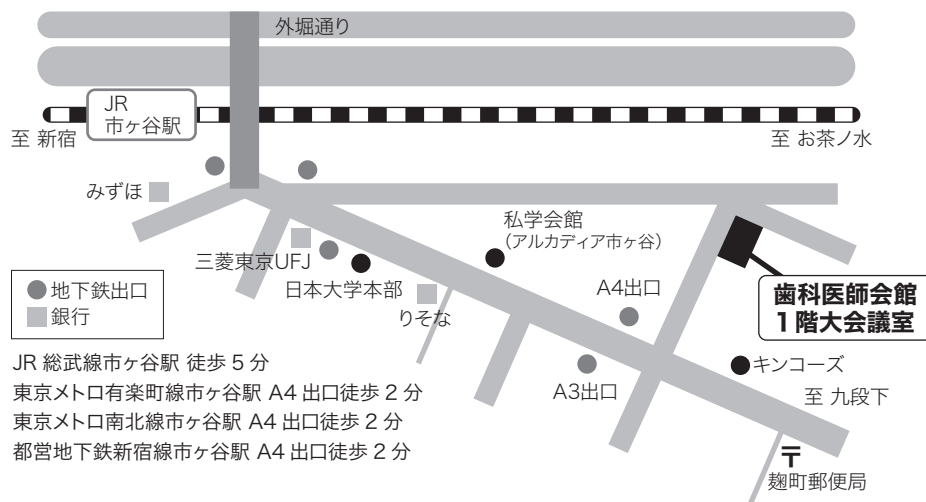 外堀通り
JR
市ヶ谷駅
至 新宿
至 お茶ノ水
みずほ
私学会館
（アルカディア市ヶ谷）
三菱東京UFJ
日本大学本部
りそな
A4出口
歯科医師会館
1階大会議室
地下鉄出口
銀行
A3出口
キンコーズ
至 九段下
JR 総武線市ヶ谷駅 徒歩 5 分
東京メトロ有楽町線市ヶ谷駅 A4 出口徒歩 2 分
東京メトロ南北線市ヶ谷駅 A4 出口徒歩 2 分
都営地下鉄新宿線市ヶ谷駅 A4 出口徒歩 2 分
〒
麹町郵便局